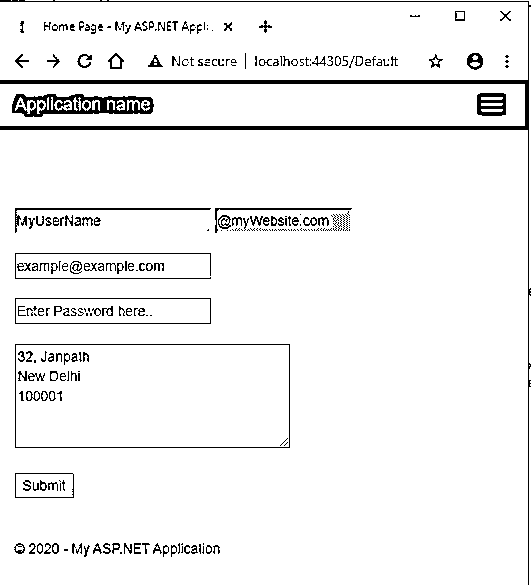 Home Page - My ASP.NET Appli
Not secure | localhost:44305/Default
Application name
MyUserName @myWebsite.com
example@example.com
Enter Password here..
32, Janpath
New Delhi
100001
Submit
© 2020 - My ASP.NET Application